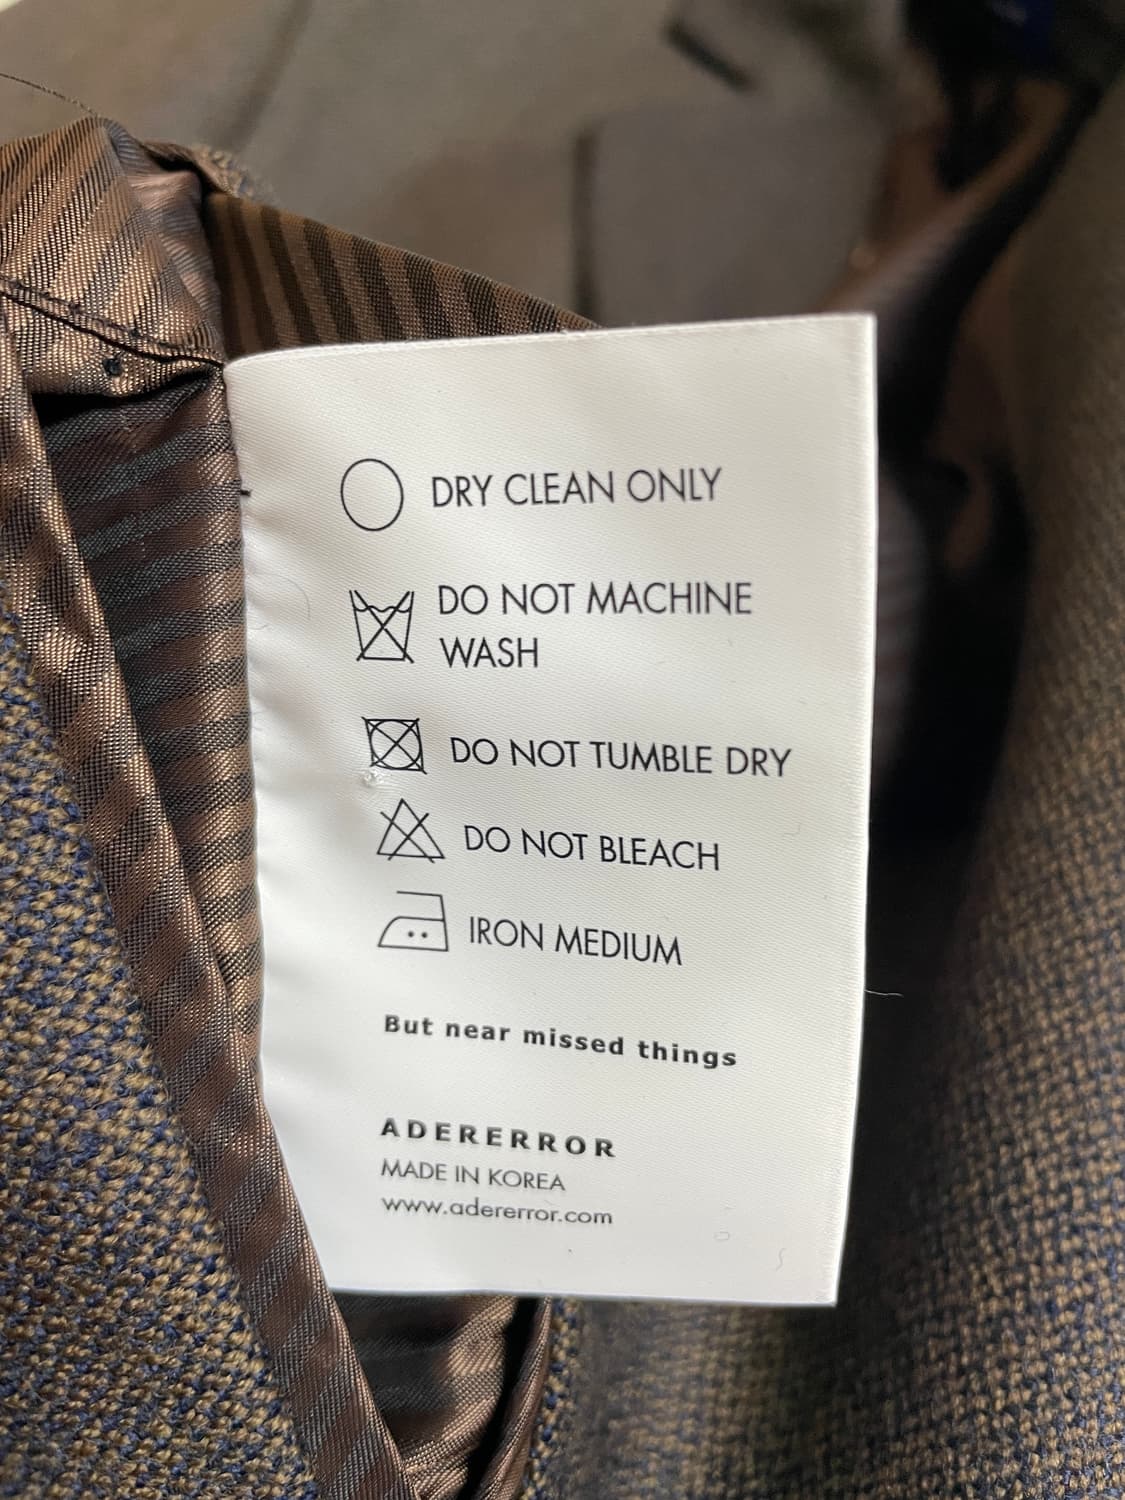 DRY CLEAN ONLY
DO NOT MACHINE
WASH
DO NOT TUMBLE DRY
DO NOT BLEACH
IRON MEDIUM
But near missed things
ADERERROR
MADE IN KOREA
www.adererror.com